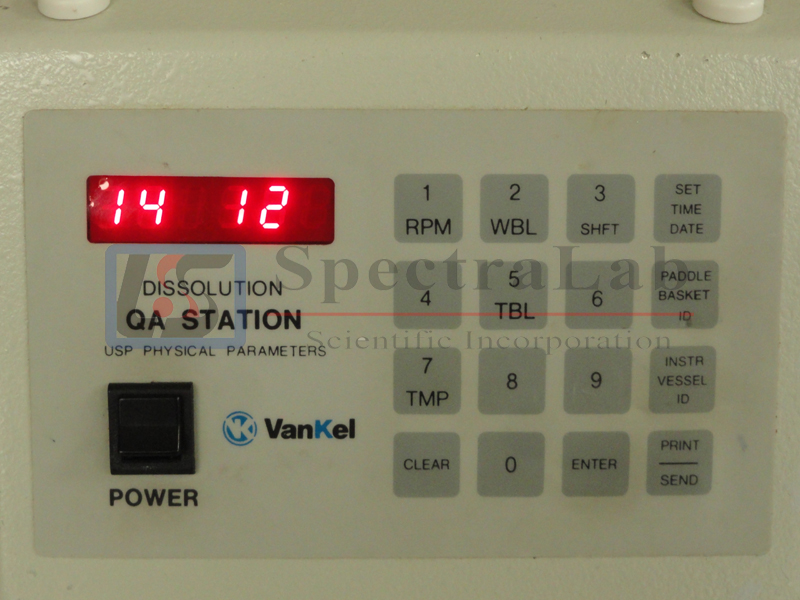 14 12
DISSOLUTION
QA STATION
USP PHYSICAL PARAMETERS
VK VanKel
POWER
1
RPM
2
WBL
3
SHFT
SET
TIME
DATE
4
5
TBL
6
PADDLE
BASKET
ID
7
TMP
8
9
INSTR
VESSEL
ID
CLEAR
0
ENTER
PRINT
SEND
LSS SpectraLab
Scientific Incorporation